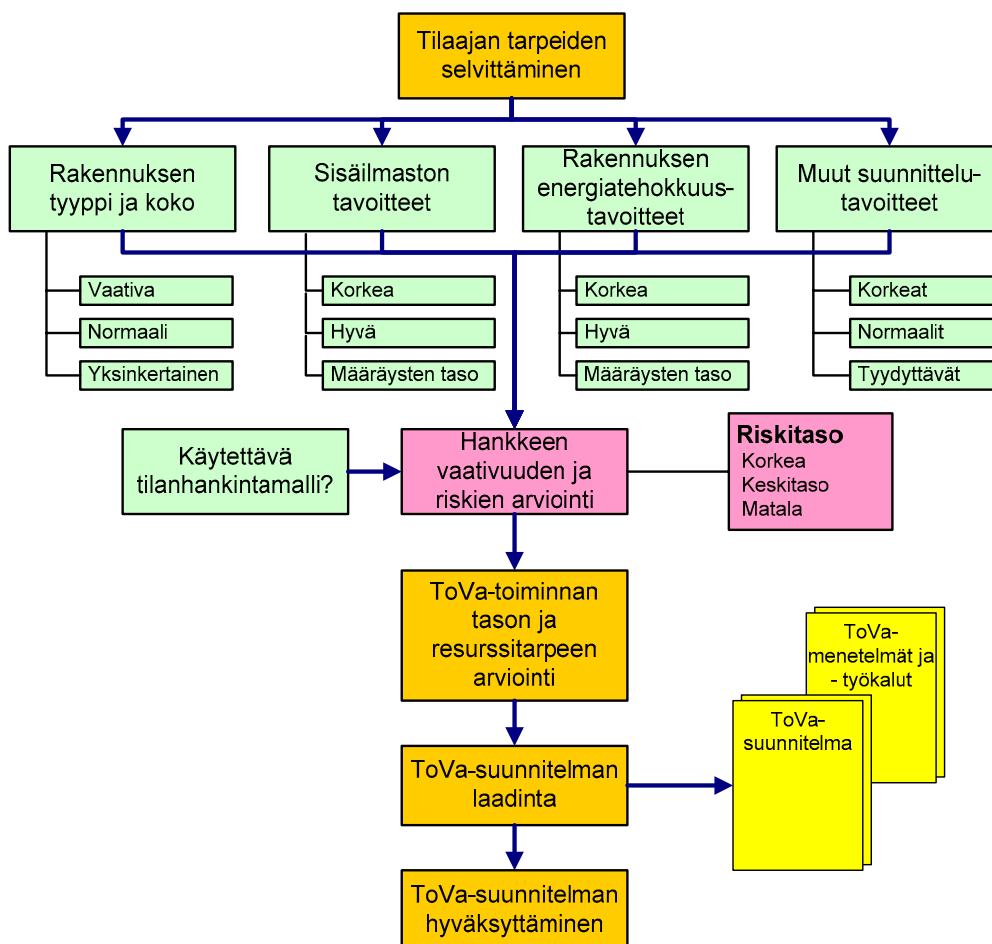 Tilaajan tarpeiden
selvittäminen
Rakennuksen
tyyppi ja koko
Sisäilmaston
tavoitteet
Rakennuksen
energiatehokkuus-
tavoitteet
Muut suunnittelu-
tavoitteet
Vaativa
Normaali
Yksinkertainen
Korkea
Hyvä
Määräysten taso
Korkea
Hyvä
Määräysten taso
Korkeat
Normaalit
Tyydyttävät
Käytettävä
tilanhankintamalli?
Hankkeen
vaativuuden ja
riskien arviointi
Riskitaso
Korkea
Keskitaso
Matala
ToVa-toiminnan
tason ja
resurssitarpeen
arviointi
ToVa-
menetelmät ja
- työkalut
ToVa-
suunnitelma
ToVa-suunnitelman
laadinta
ToVa-suunnitelman
hyväksyttäminen